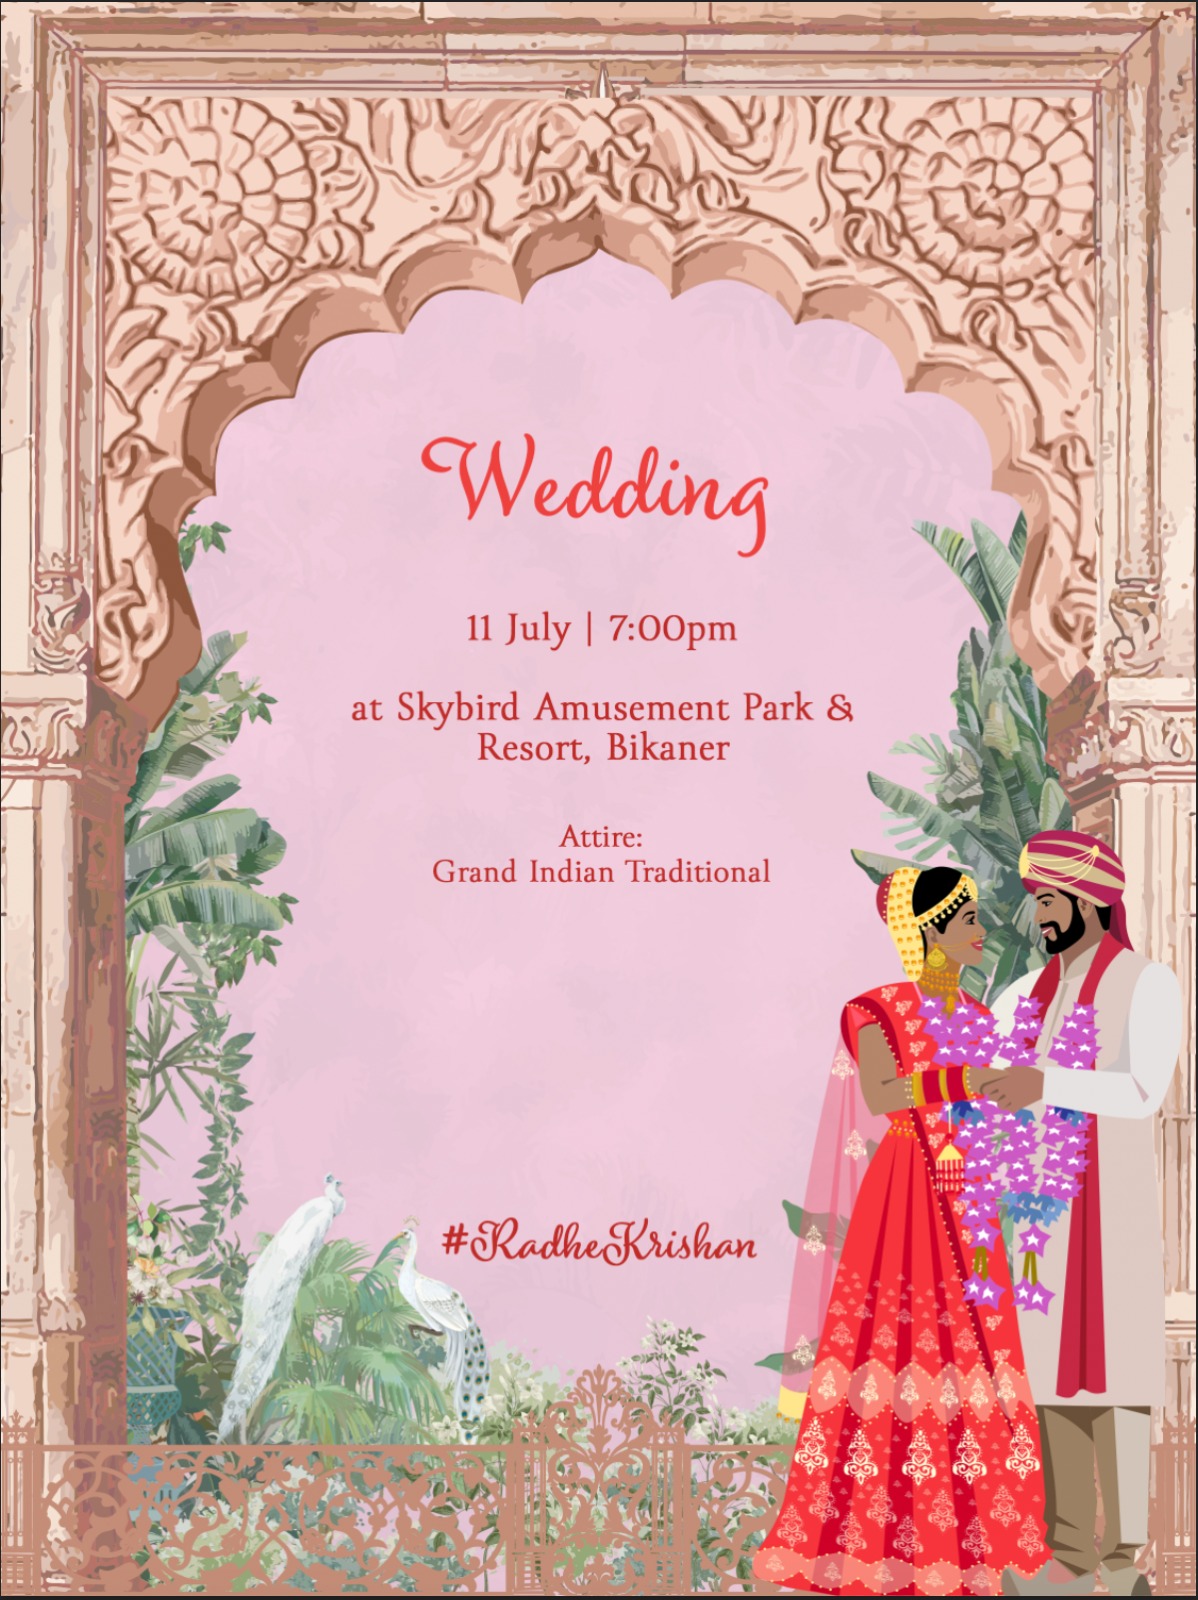 Wedding
11 July | 7:00pm
at Skybird Amusement Park &
Resort, Bikaner
Attire:
Grand Indian Traditional
#RadheKrishan